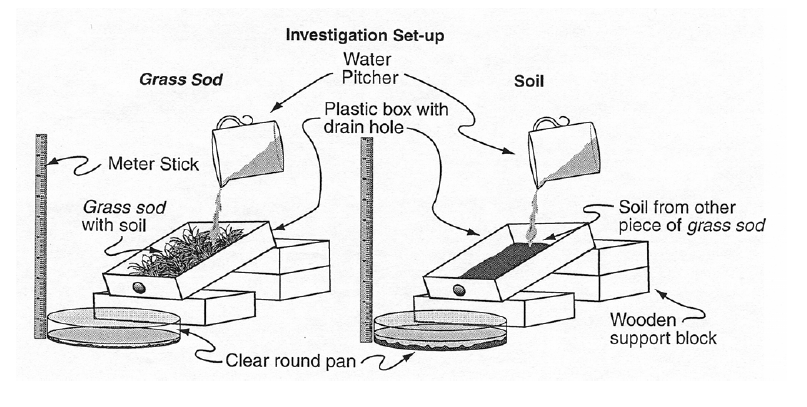 Investigation Set-up
Water
Pitcher
Grass Sod
Soil
Plastic box with
drain hole
Meter Stick
Grass sod
with soil
Soil from other
piece of grass sod
Wooden
support block
Clear round pan